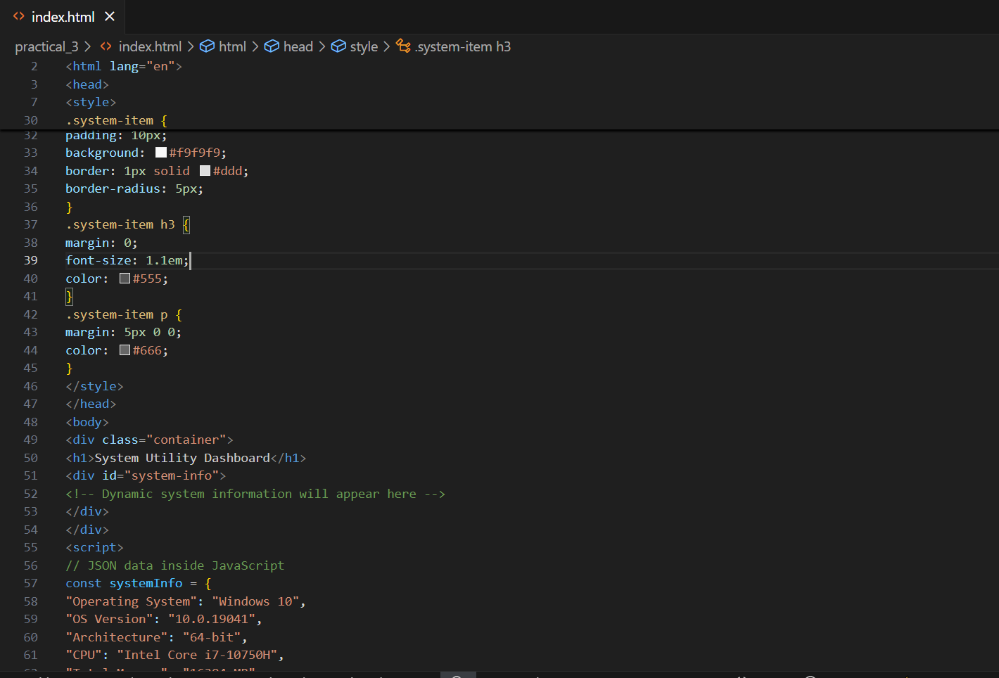 index.html
practical_3 > index.html > html > head > style > .system-item h3
2 <html lang="en">
3 <head>
7 <style>
30 .system-item {
32 padding: 10px;
33 background: #f9f9f9;
34 border: 1px solid #ddd;
35 border-radius: 5px;
36 }
37 .system-item h3 {
38 margin: 0;
39 font-size: 1.1em;
40 color: #555;
41 }
42 .system-item p {
43 margin: 5px 0 0;
44 color: #666;
45 }
46 </style>
47 </head>
48 <body>
49 <div class="container">
50 <h1>System Utility Dashboard</h1>
51 <div id="system-info">
52 <!-- Dynamic system information will appear here -->
53 </div>
54 </div>
55 <script>
56 // JSON data inside JavaScript
57 const systemInfo = {
58 "Operating System": "Windows 10",
59 "OS Version": "10.0.19041",
60 "Architecture": "64-bit",
61 "CPU": "Intel Core i7-10750H",